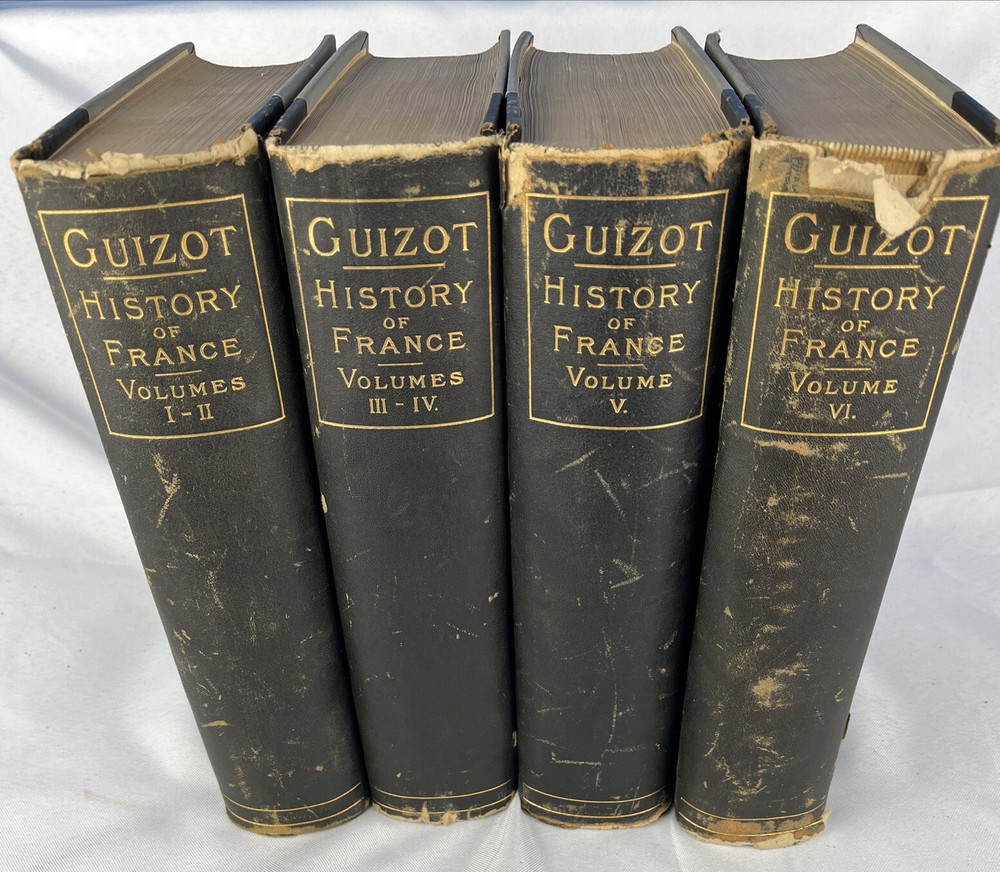 GUIZOT
HISTORY
OF
FRANCE
VOLUMES
I - II
GUIZOT
HISTORY
OF
FRANCE
VOLUMES
III - IV.
GUIZOT
HISTORY
OF
FRANCE
VOLUME
V.
GUIZOT
HISTORY
OF
FRANCE
VOLUME
VI.